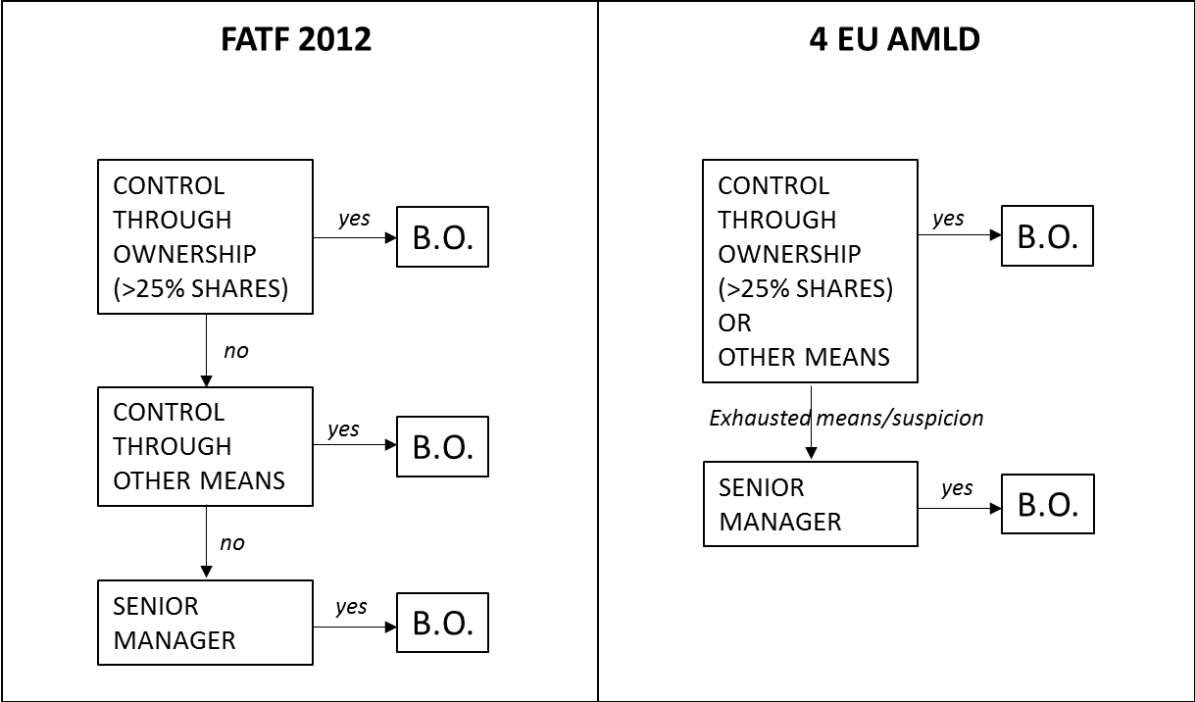 FATF 2012
CONTROL
THROUGH
OWNERSHIP
(>25% SHARES)
yes
B.O.
no
CONTROL
THROUGH
OTHER MEANS
yes
B.O.
no
SENIOR
MANAGER
yes
B.O.
4 EU AMLD
CONTROL
THROUGH
OWNERSHIP
(>25% SHARES)
OR
OTHER MEANS
yes
B.O.
Exhausted means/suspicion
SENIOR
MANAGER
yes
B.O.